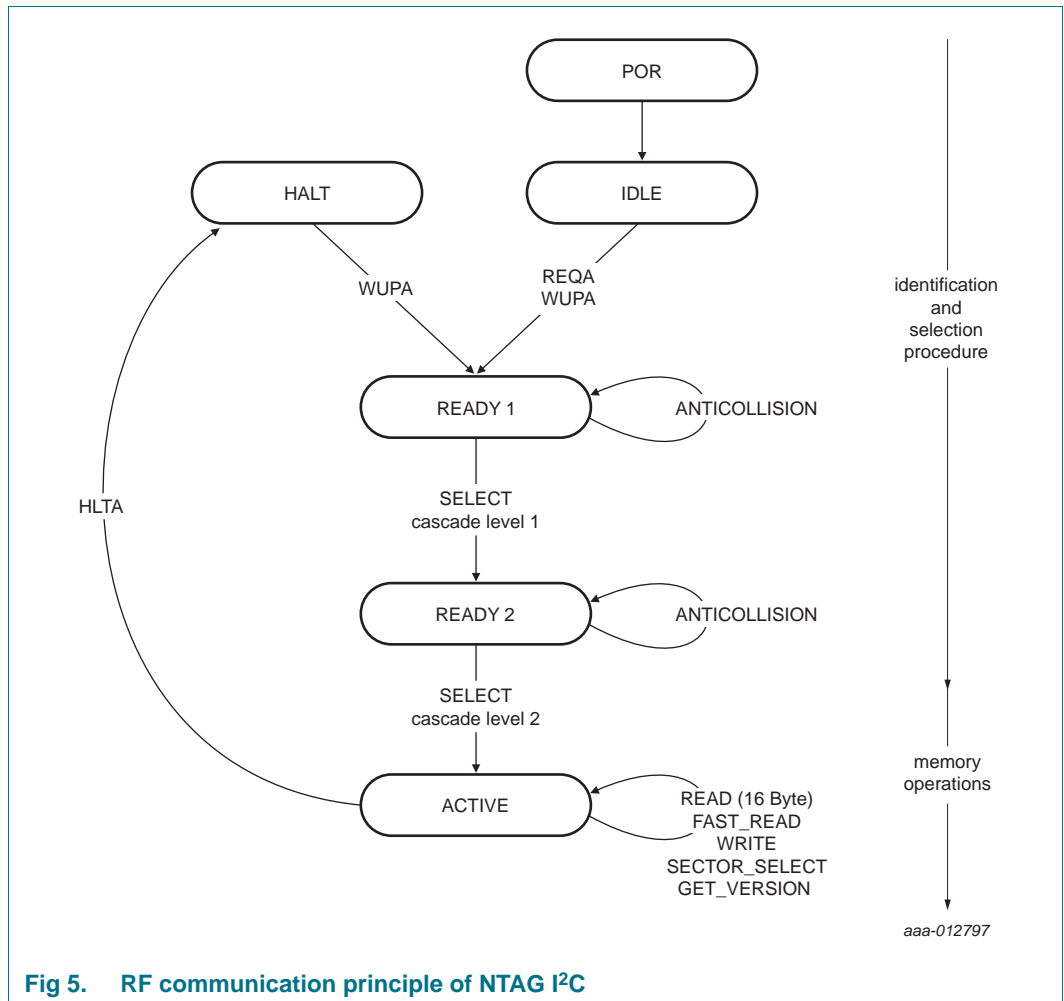 POR
HALT
IDLE
WUPA
REQA
WUPA
identification
and
selection
procedure
READY 1
ANTICOLLISION
SELECT
cascade level 1
HLTA
READY 2
ANTICOLLISION
SELECT
cascade level 2
memory
operations
ACTIVE
READ (16 Byte)
FAST_READ
WRITE
SECTOR_SELECT
GET_VERSION
aaa-012797
Fig 5. RF communication principle of NTAG I²C